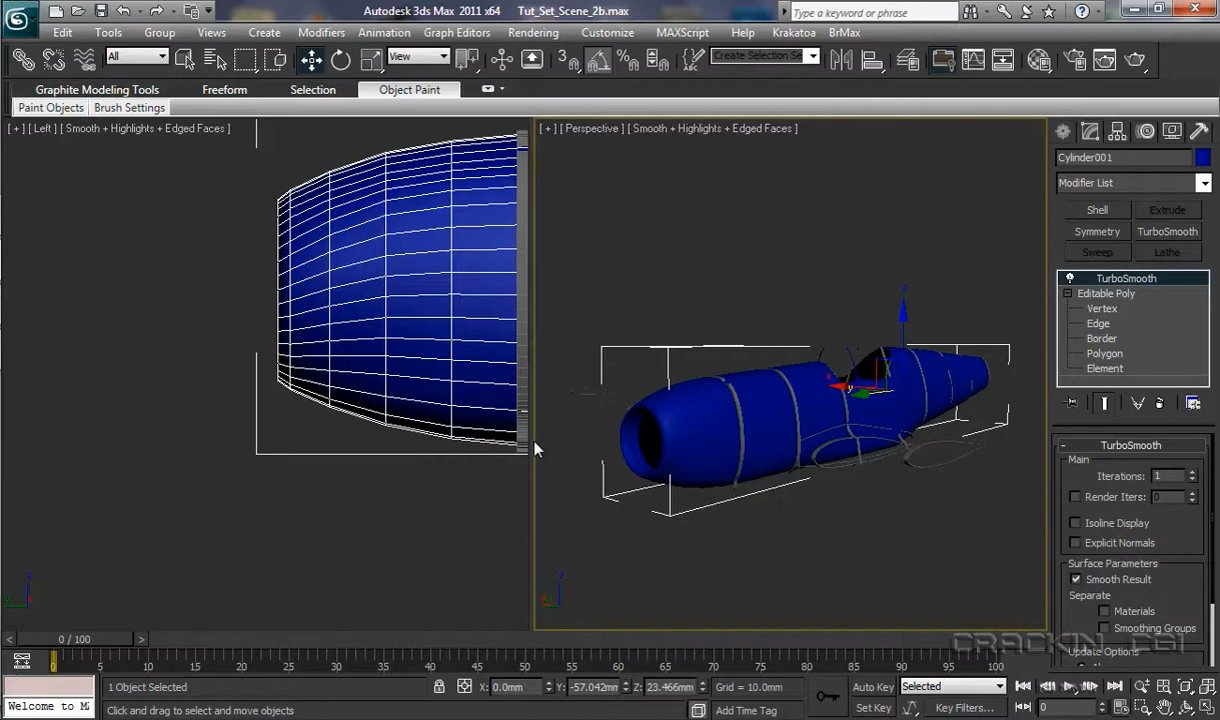 Autodesk 3ds Max 2011 x64 Tut_Set_Scene_2b.max
Type a keyword or phrase
Edit Tools Group Views Create Modifiers Animation Graph Editors Rendering Customize MAXScript Help Krakatoa BrMax
All View Create Selection Se
Graphite Modeling Tools Freeform Selection Object Paint
Paint Objects Brush Settings
[ + ] [ Left ] [ Smooth + Highlights + Edged Faces ]
[ + ] [ Perspective ] [ Smooth + Highlights + Edged Faces ]
Cylinder001
Modifier List
Shell Extrude
Symmetry TurboSmooth
Sweep Lathe
TurboSmooth
Editable Poly
Vertex
Edge
Border
Polygon
Element
TurboSmooth
Main
Iterations: 1
Render Iters: 0
Isoline Display
Explicit Normals
Surface Parameters
Smooth Result
Separate
Materials
Smoothing Groups
Update Options
CRACKIN_CGI
0 / 100
0 5 10 15 20 25 30 35 40 45 50 55 60 65 70 75 80 85 90 95 100
1 Object Selected X: 0.0mm Y: -57.042mm Z: 23.466mm Grid = 10.0mm Auto Key Selected
Welcome to M Click and drag to select and move objects Add Time Tag Set Key Key Filters... 0